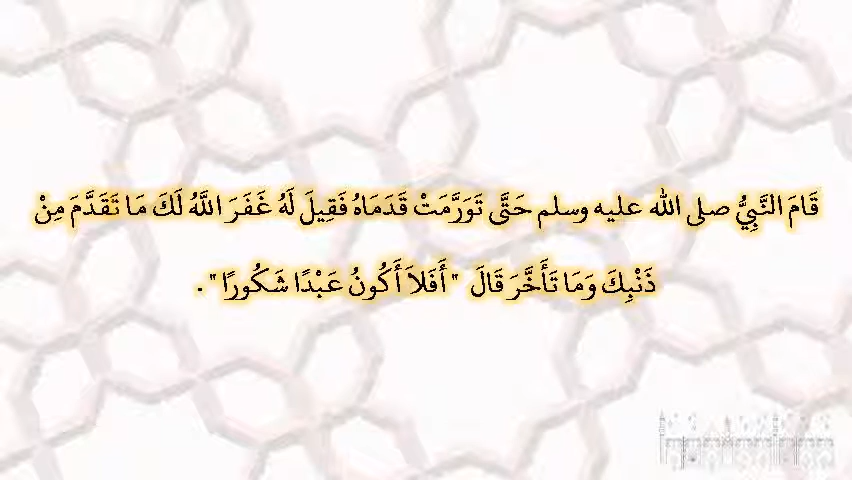 قَامَ النَّبِيُّ صلى الله عليه وسلم حَتَّى تَوَرَّمَتْ قَدَمَاهُ فَقِيلَ لَهُ غَفَرَ اللَّهُ لَكَ مَا تَقَدَّمَ مِنْ
ذَنْبِكَ وَمَا تَأَخَّرَ قَالَ ‏"‏ أَفَلاَ أَكُونُ عَبْدًا شَكُورًا ‏"‏‏.‏